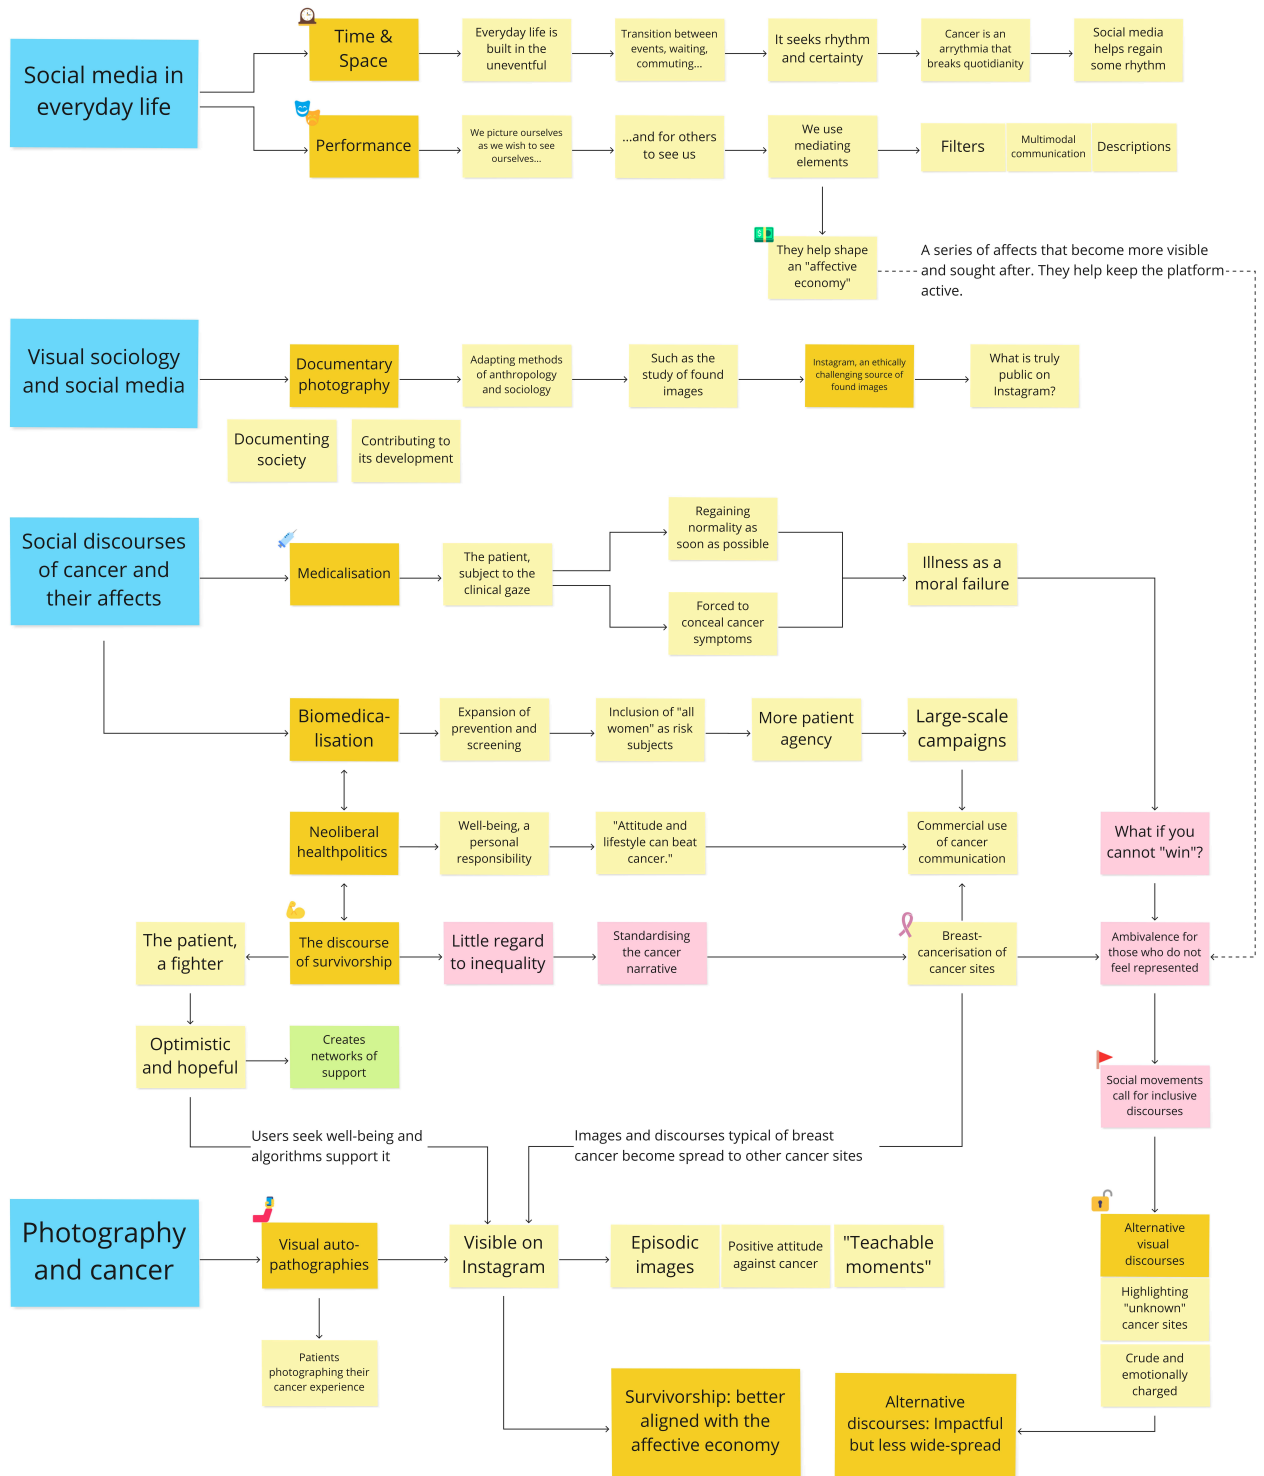 Social media in
everyday life
Time &
Space
Everyday life is
built in the
uneventful
Transition between
events, waiting,
commuting...
It seeks rhythm
and certainty
Cancer is an
arrythmia that
breaks quotidianity
Social media
helps regain
some rhythm
Performance
We picture ourselves
as we wish to see
ourselves...
...and for others
to see us
We use
mediating
elements
Filters
Multimodal
communication
Descriptions
They help shape
an "affective
economy"
A series of affects that become more visible
and sought after. They help keep the platform
active.
Visual sociology
and social media
Documentary
photography
Adapting methods
of anthropology
and sociology
Such as the
study of found
images
Instagram, an ethically
challenging source of
found images
What is truly
public on
Instagram?
Documenting
society
Contributing to
its development
Social discourses
of cancer and
their affects
Medicalisation
The patient,
subject to the
clinical gaze
Regaining
normality as
soon as possible
Forced to
conceal cancer
symptoms
Illness as a
moral failure
Biomedica-
lisation
Expansion of
prevention and
screening
Inclusion of "all
women" as risk
subjects
More patient
agency
Large-scale
campaigns
Neoliberal
healthpolitics
Well-being, a
personal
responsibility
"Attitude and
lifestyle can beat
cancer."
Commercial use
of cancer
communication
What if you
cannot "win"?
The patient,
a fighter
The discourse
of survivorship
Little regard
to inequality
Standardising
the cancer
narrative
Breast-
cancerisation of
cancer sites
Ambivalence for
those who do not
feel represented
Optimistic
and hopeful
Creates
networks of
support
Social movements
call for inclusive
discourses
Users seek well-being and
algorithms support it
Images and discourses typical of breast
cancer become spread to other cancer sites
Photography
and cancer
Visual auto-
pathographies
Visible on
Instagram
Episodic
images
Positive attitude
against cancer
"Teachable
moments"
Alternative
visual
discourses
Highlighting
"unknown"
cancer sites
Crude and
emotionally
charged
Patients
photographing their
cancer experience
Survivorship: better
aligned with the
affective economy
Alternative
discourses: Impactful
but less wide-spread